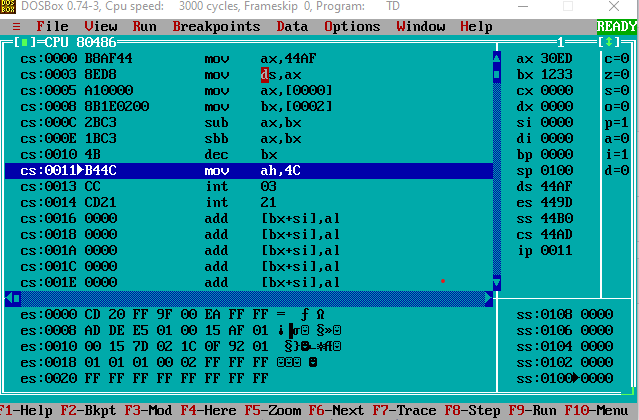 DOSBox 0.74-3, Cpu speed: 3000 cycles, Frameskip 0, Program: TD
≡ File View Run Breakpoints Data Options Window Help READY
[■]=CPU 80486 1 [↕]
cs:0000 B8AF44 mov ax,44AF ax 30ED c=0
cs:0003 8ED8 mov ds,ax bx 1233 z=0
cs:0005 A10000 mov ax,[0000] cx 0000 s=0
cs:0008 8B1E0200 mov bx,[0002] dx 0000 o=0
cs:000C 2BC3 sub ax,bx si 0000 p=1
cs:000E 1BC3 sbb ax,bx di 0000 a=0
cs:0010 4B dec bx bp 0000 i=1
cs:0011▶B44C mov ah,4C sp 0100 d=0
cs:0013 CC int 03 ds 44AF
cs:0014 CD21 int 21 es 449D
cs:0016 0000 add [bx+si],al ss 44B0
cs:0018 0000 add [bx+si],al cs 44AD
cs:001A 0000 add [bx+si],al ip 0011
cs:001C 0000 add [bx+si],al
cs:001E 0000 add [bx+si],al
es:0000 CD 20 FF 9F 00 EA FF FF = ƒ Ω ss:0108 0000
es:0008 AD DE E5 01 00 15 AF 01 ss:0106 0000
es:0010 00 15 7D 02 1C 0F 92 01 ss:0104 0000
es:0018 01 01 01 00 02 FF FF FF ss:0102 0000
es:0020 FF FF FF FF FF FF FF FF ss:0100▶0000
F1-Help F2-Bkpt F3-Mod F4-Here F5-Zoom F6-Next F7-Trace F8-Step F9-Run F10-Menu